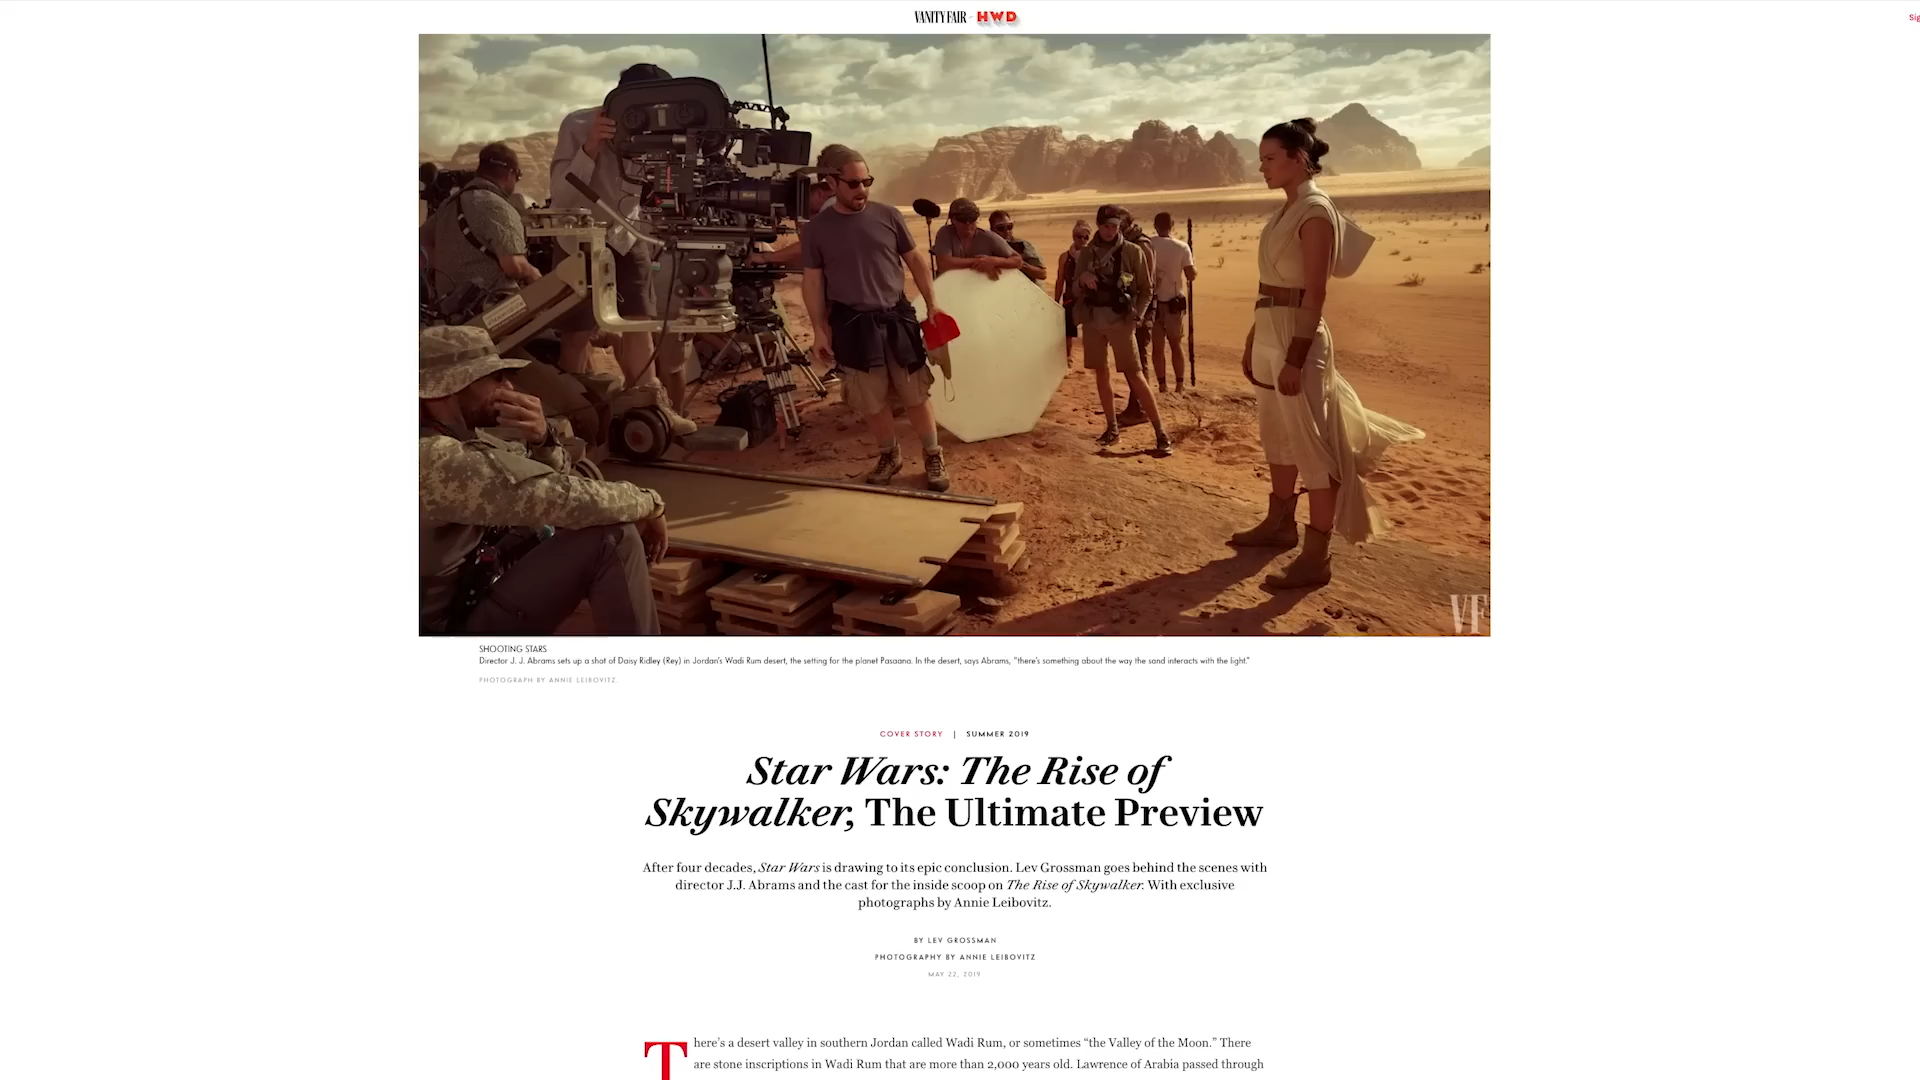 VANITY FAIR HWD
Sig
VF
SHOOTING STARS
Director J. J. Abrams sets up a shot of Daisy Ridley (Rey) in Jordan's Wadi Rum desert, the setting for the planet Pasaana. In the desert, says Abrams, "there's something about the way the sand interacts with the light."
PHOTOGRAPH BY ANNIE LEIBOVITZ.
COVER STORY | SUMMER 2019
Star Wars: The Rise of
Skywalker, The Ultimate Preview
After four decades, Star Wars is drawing to its epic conclusion. Lev Grossman goes behind the scenes with
director J.J. Abrams and the cast for the inside scoop on The Rise of Skywalker. With exclusive
photographs by Annie Leibovitz.
BY LEV GROSSMAN
PHOTOGRAPHY BY ANNIE LEIBOVITZ
MAY 22, 2019
There's a desert valley in southern Jordan called Wadi Rum, or sometimes “the Valley of the Moon.” There
are stone inscriptions in Wadi Rum that are more than 2,000 years old. Lawrence of Arabia passed through